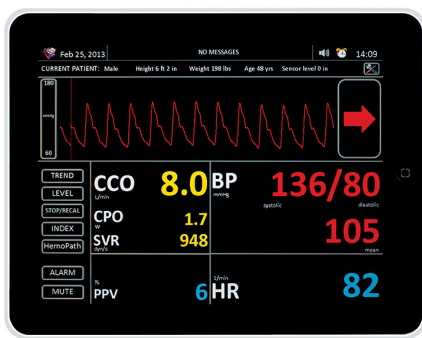 Feb 25, 2013 NO MESSAGES 14:09
CURRENT PATIENT: Male Height 6 ft 2 in Weight 198 lbs Age 48 yrs Sensor level 0 in
180
mmHg
60
TREND
LEVEL
STOP/RECAL
INDEX
HemoPath
ALARM
MUTE
CCO 8.0
L/min
CPO 1.7
W
SVR 948
dyn/s
%
PPV 6
BP 136/80
mmHg
systolic diastolic
105
mean
1/min
HR 82